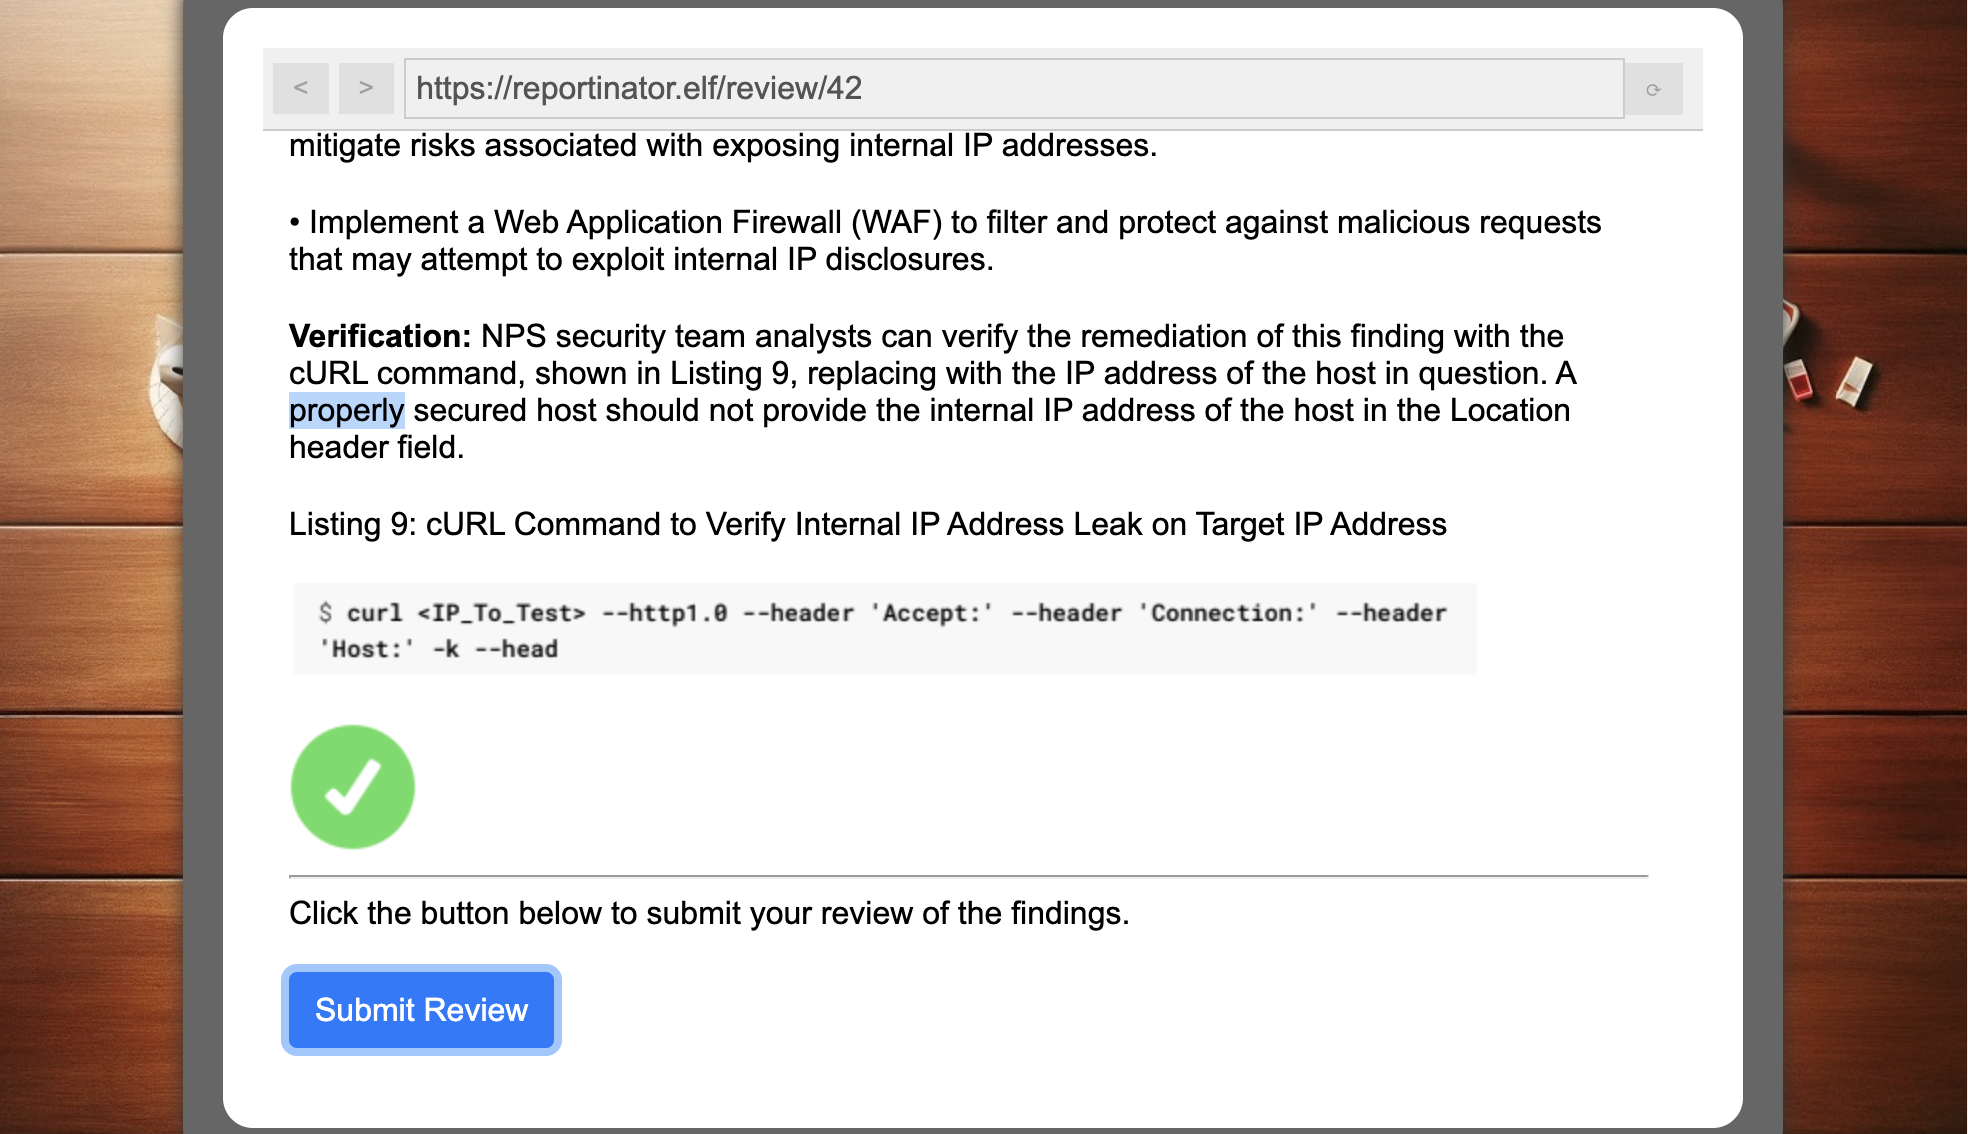 < > https://reportinator.elf/review/42 ⟳
mitigate risks associated with exposing internal IP addresses.
• Implement a Web Application Firewall (WAF) to filter and protect against malicious requests
that may attempt to exploit internal IP disclosures.
Verification: NPS security team analysts can verify the remediation of this finding with the
cURL command, shown in Listing 9, replacing with the IP address of the host in question. A
properly secured host should not provide the internal IP address of the host in the Location
header field.
Listing 9: cURL Command to Verify Internal IP Address Leak on Target IP Address
$ curl <IP_To_Test> --http1.0 --header 'Accept:' --header 'Connection:' --header
'Host:' -k --head
Click the button below to submit your review of the findings.
Submit Review